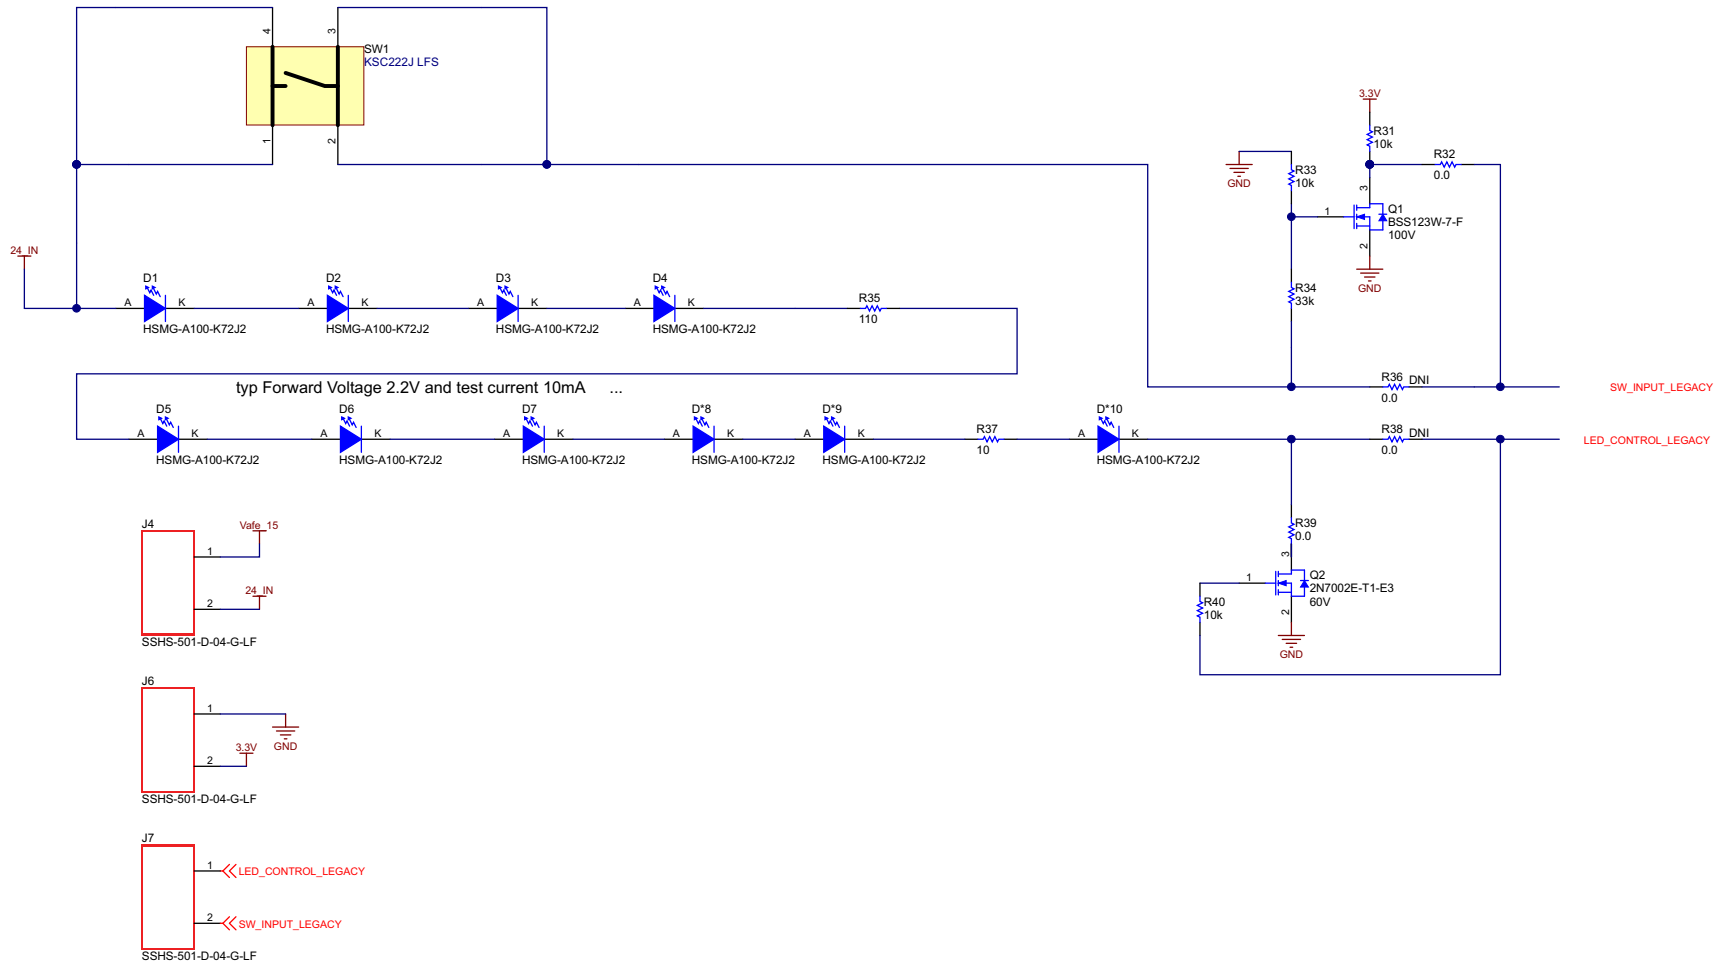 4
3
SW1
KSC222J LFS
1
2
3.3V
R31
10k
R32
0.0
GND
R33
10k
3
1
Q1
BSS123W-7-F
100V
2
GND
24_IN
D1
A
K
HSMG-A100-K72J2
D2
A
K
HSMG-A100-K72J2
D3
A
K
HSMG-A100-K72J2
D4
A
K
HSMG-A100-K72J2
R35
110
R34
33k
typ Forward Voltage 2.2V and test current 10mA ...
R36
DNI
0.0
SW_INPUT_LEGACY
D5
A
K
HSMG-A100-K72J2
D6
A
K
HSMG-A100-K72J2
D7
A
K
HSMG-A100-K72J2
D*8
A
K
HSMG-A100-K72J2
D*9
A
K
HSMG-A100-K72J2
R37
10
D*10
A
K
HSMG-A100-K72J2
R38
DNI
0.0
LED_CONTROL_LEGACY
R39
0.0
3
1
Q2
2N7002E-T1-E3
60V
2
GND
R40
10k
J4
1
Vafe_15
2
24_IN
SSHS-501-D-04-G-LF
J6
1
GND
2
3.3V
SSHS-501-D-04-G-LF
J7
1
LED_CONTROL_LEGACY
2
SW_INPUT_LEGACY
SSHS-501-D-04-G-LF